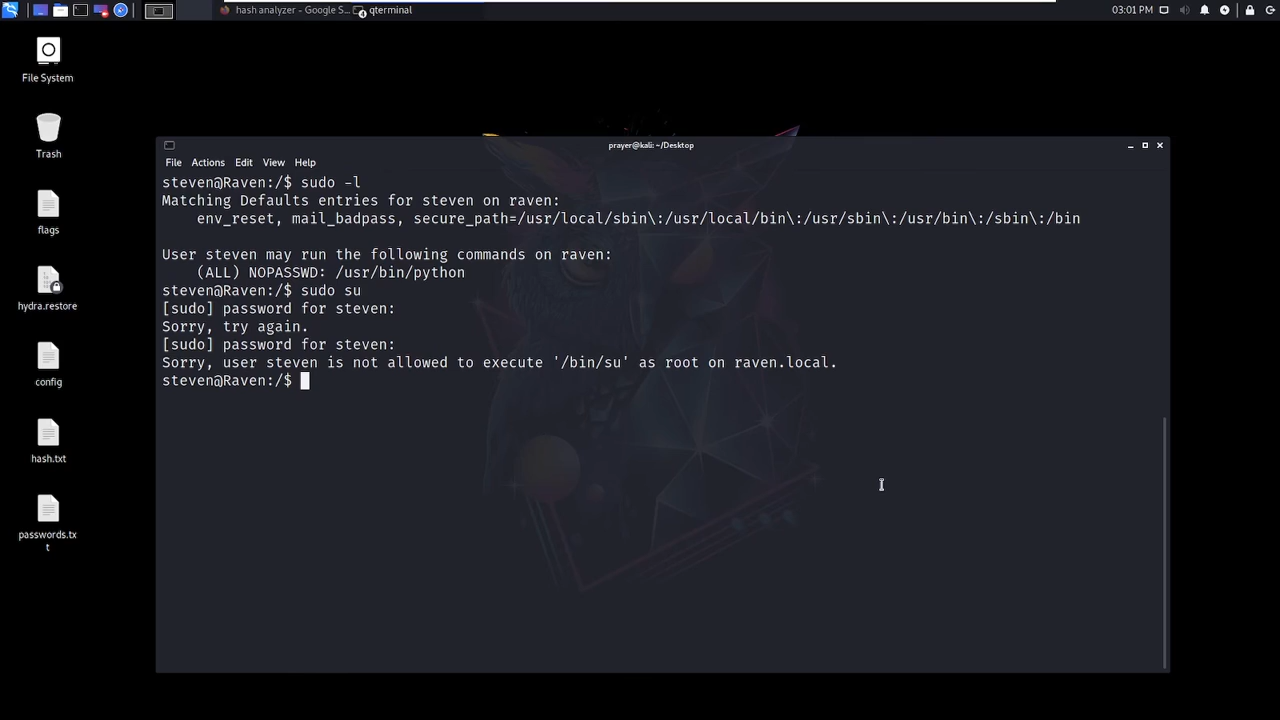 hash analyzer - Google S...
qterminal
4
03:01 PM
File System
Trash
flags
hydra.restore
config
hash.txt
passwords.tx
t
prayer@kali: ~/Desktop
File Actions Edit View Help
steven@Raven:/$ sudo -l
Matching Defaults entries for steven on raven:
    env_reset, mail_badpass, secure_path=/usr/local/sbin\:/usr/local/bin\:/usr/sbin\:/usr/bin\:/sbin\:/bin
User steven may run the following commands on raven:
    (ALL) NOPASSWD: /usr/bin/python
steven@Raven:/$ sudo su
[sudo] password for steven:
Sorry, try again.
[sudo] password for steven:
Sorry, user steven is not allowed to execute '/bin/su' as root on raven.local.
steven@Raven:/$